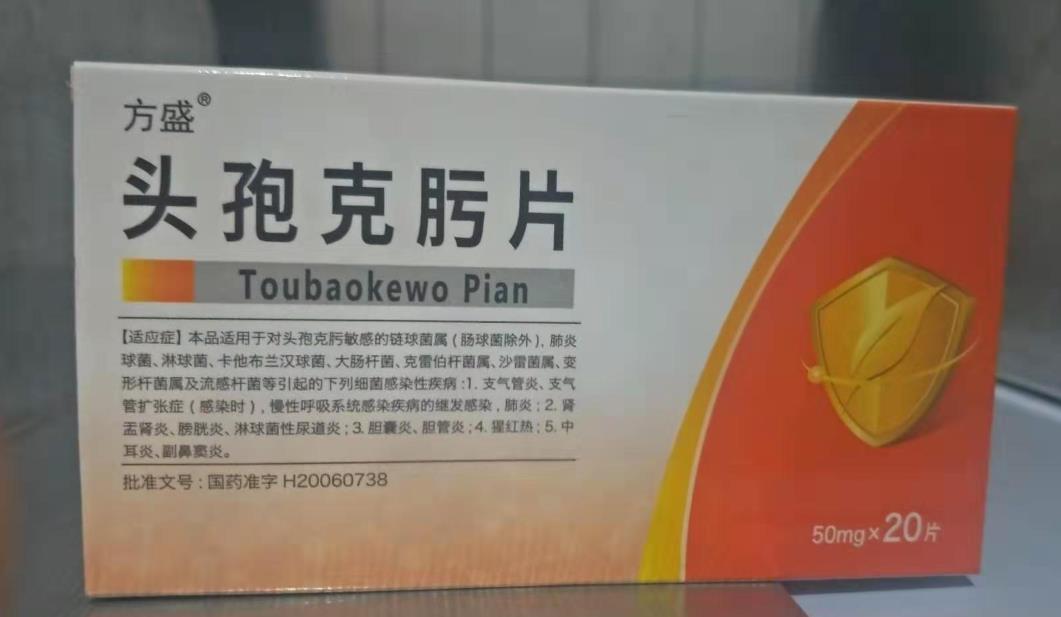 方盛®
头孢克肟片
Toubaokewo Pian
【适应症】本品适用于对头孢克肟敏感的链球菌属(肠球菌除外)、肺炎
球菌、淋球菌、卡他布兰汉球菌、大肠杆菌、克雷伯杆菌属、沙雷菌属、变
形杆菌属及流感杆菌等引起的下列细菌感染性疾病:1. 支气管炎、支气
管扩张症(感染时),慢性呼吸系统感染疾病的继发感染,肺炎;2. 肾
盂肾炎、膀胱炎、淋球菌性尿道炎;3. 胆囊炎、胆管炎;4. 猩红热;5. 中
耳炎、副鼻窦炎。
批准文号:国药准字 H20060738
50mg×20片